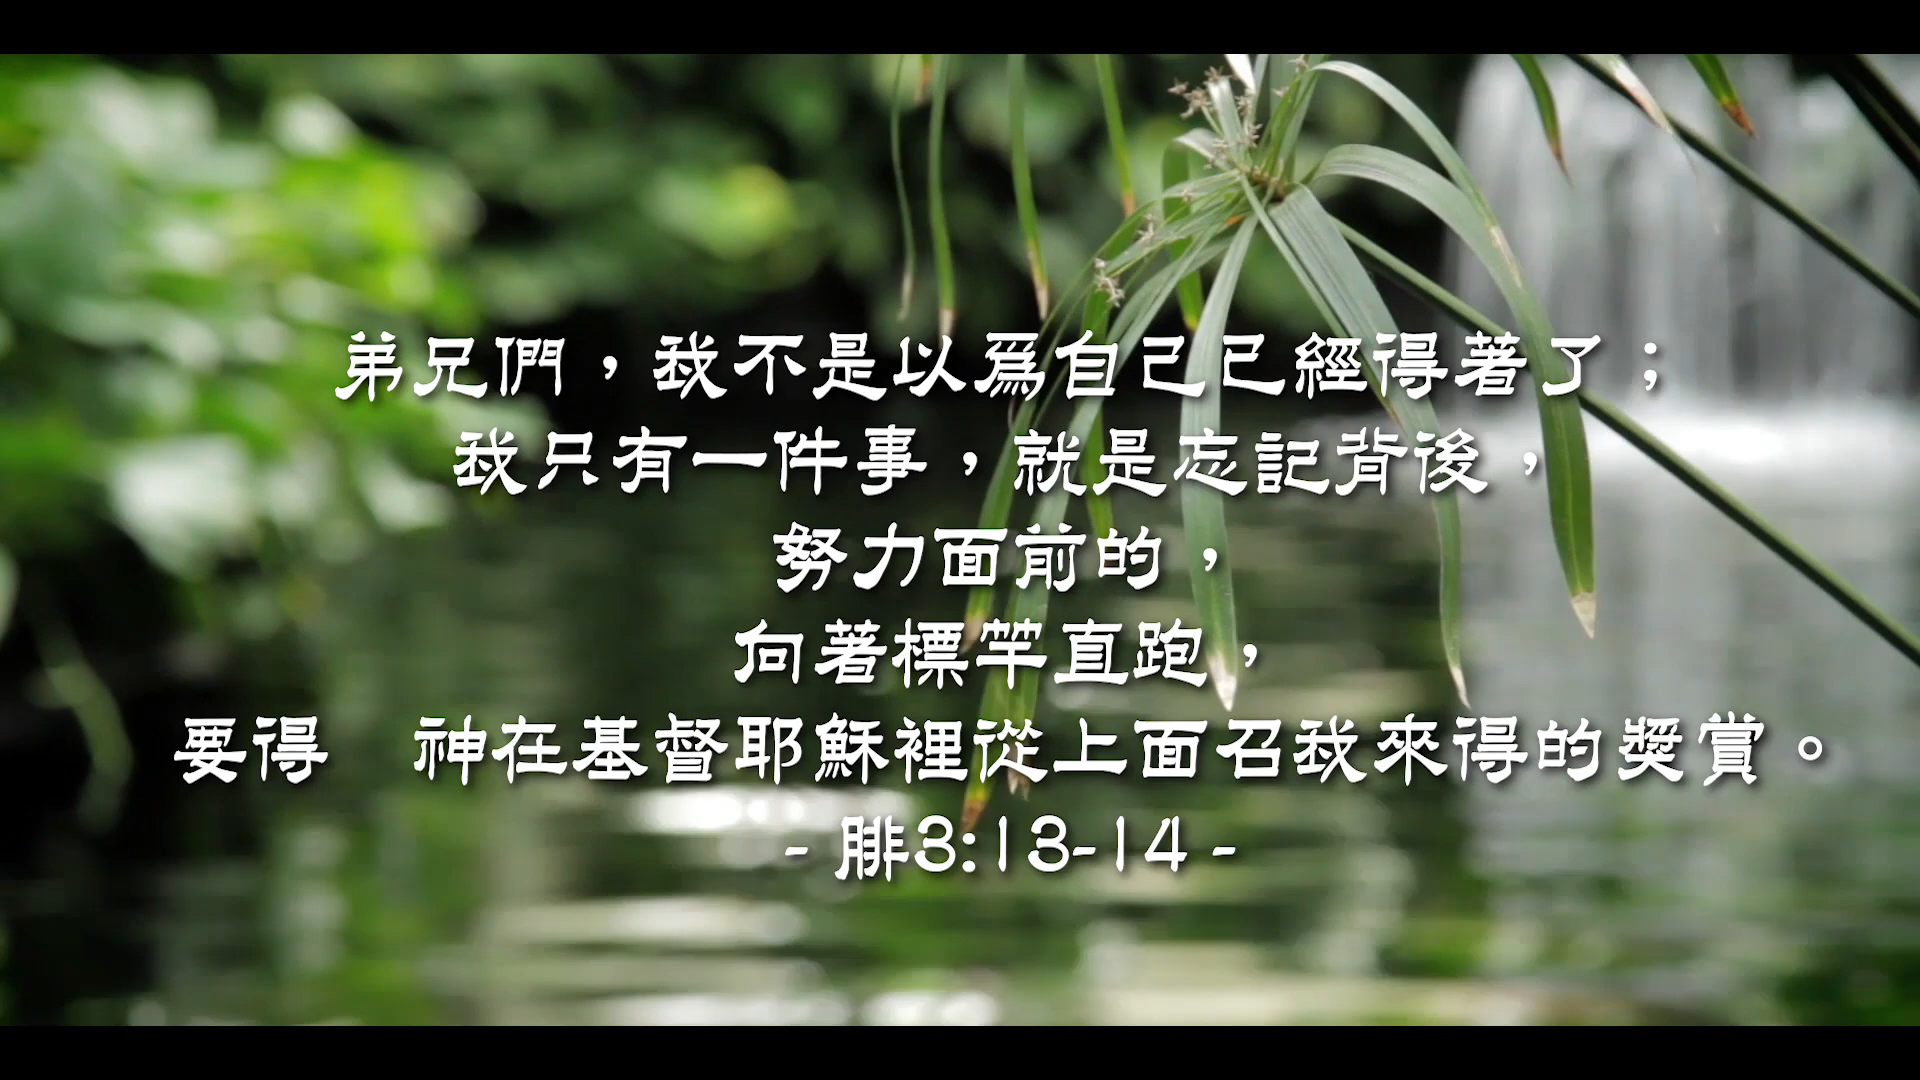 弟兄們，我不是以為自己已經得著了；
我只有一件事，就是忘記背後，
努力面前的，
向著標竿直跑，
要得　神在基督耶穌裡從上面召我來得的獎賞。
- 腓3:13-14 -